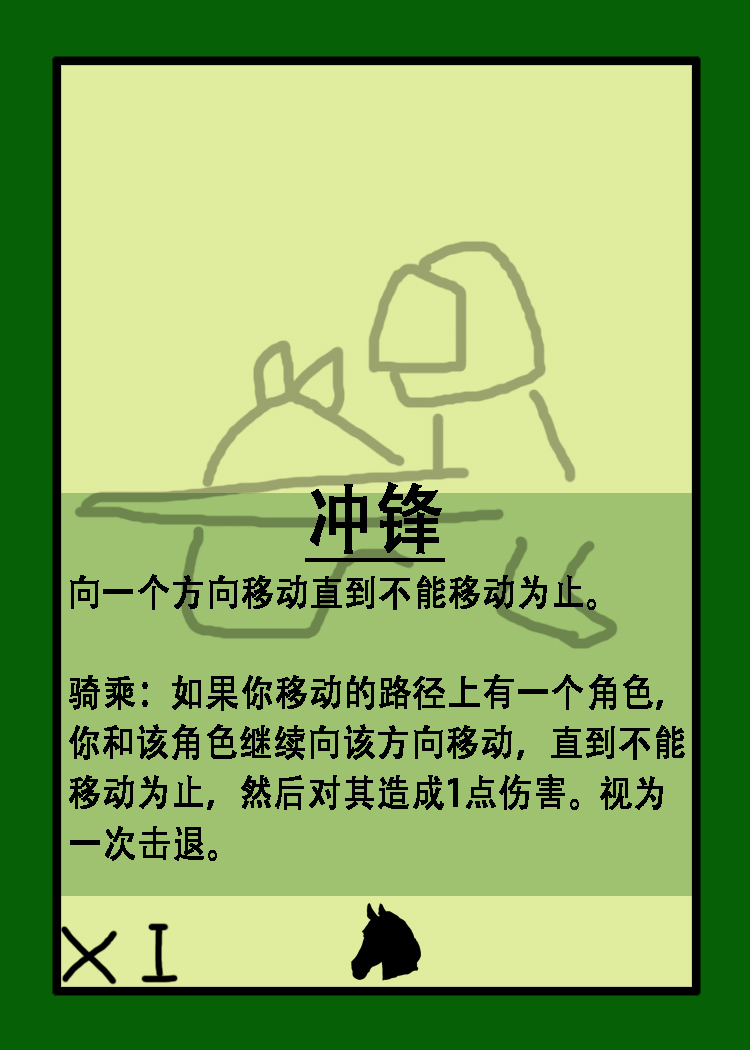 冲锋
向一个方向移动直到不能移动为止。
骑乘：如果你移动的路径上有一个角色，
你和该角色继续向该方向移动，直到不能
移动为止，然后对其造成1点伤害。视为
一次击退。
XI